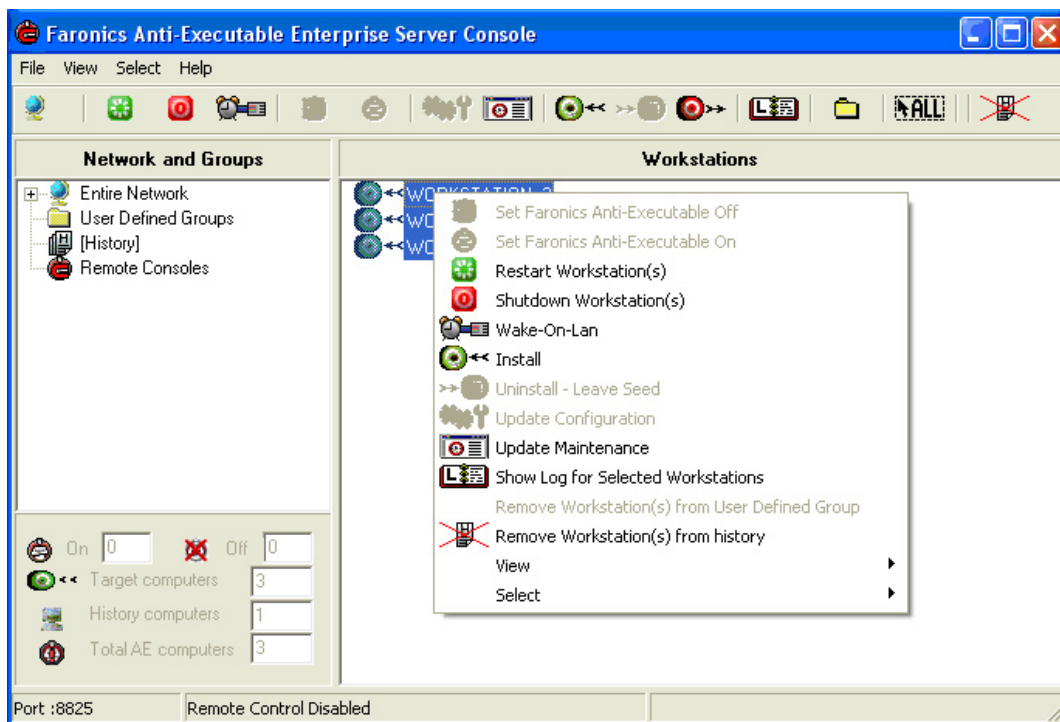 Faronics Anti-Executable Enterprise Server Console
File View Select Help
ALL
Network and Groups
Workstations
Entire Network
User Defined Groups
[History]
Remote Consoles
WORKSTATION
WO
WO
Set Faronics Anti-Executable Off
Set Faronics Anti-Executable On
Restart Workstation(s)
Shutdown Workstation(s)
Wake-On-Lan
Install
Uninstall - Leave Seed
Update Configuration
Update Maintenance
Show Log for Selected Workstations
Remove Workstation(s) from User Defined Group
Remove Workstation(s) from history
View
Select
On 0 Off 0
Target computers 3
History computers 1
Total AE computers 3
Port :8825 Remote Control Disabled